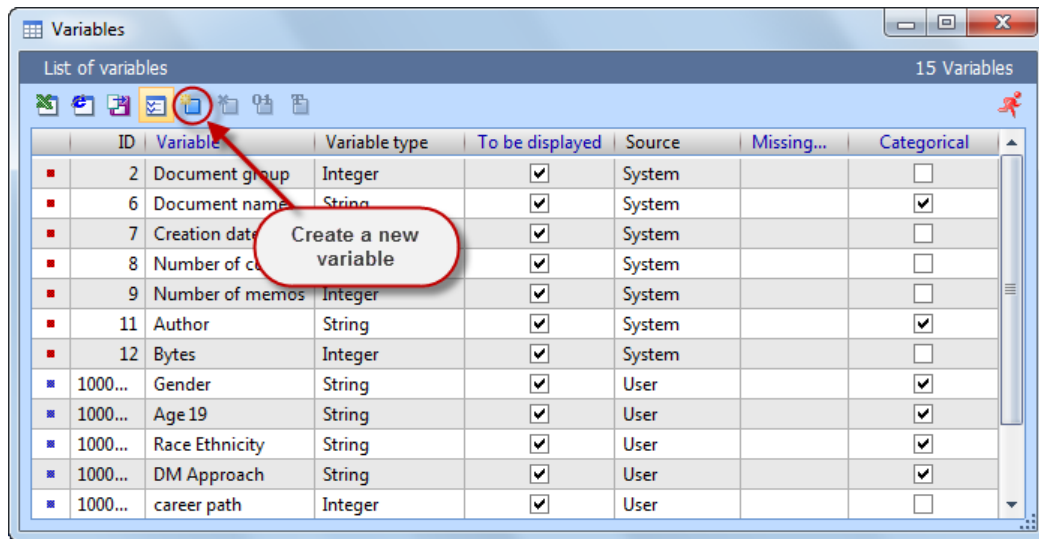 Variables
List of variables 15 Variables
ID Variable Variable type To be displayed Source Missing... Categorical
2 Document group Integer System
6 Document name String System
7 Creation date System
8 Number of System
9 Number of memos Integer System
11 Author String System
12 Bytes Integer System
1000... Gender String User
1000... Age 19 String User
1000... Race Ethnicity String User
1000... DM Approach String User
1000... career path Integer User
Create a new
variable